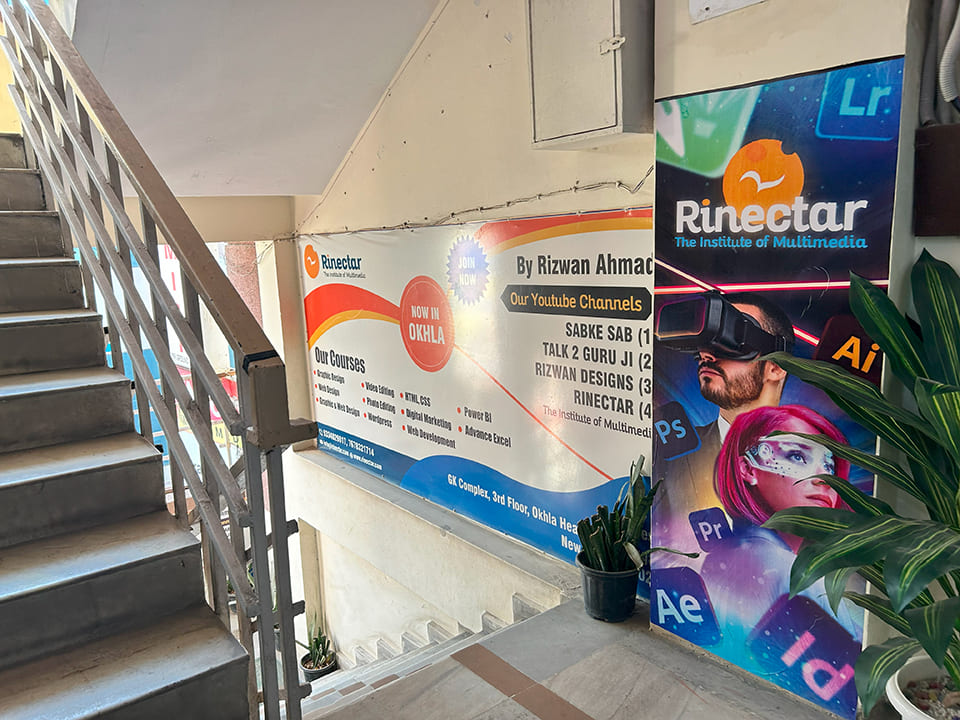 Rinectar
The Institute of Multimedia
JOIN
NOW
NOW IN
OKHLA
By Rizwan Ahmad
Our Youtube Channels
SABKE SAB (1
TALK 2 GURU JI (2
RIZWAN DESIGNS (3
RINECTAR (4
The Institute of Multimedi
Our Courses
Graphic Design
Web Design
Graphic & Web Design
Video Editing
Photo Editing
Wordpress
HTML CSS
Digital Marketing
Web Development
Power BI
Advance Excel
GK Complex, 3rd Floor, Okhla Hea
New
Lr
Rinectar
The Institute of Multimedia
Ai
Ps
Pr
Ae
Id